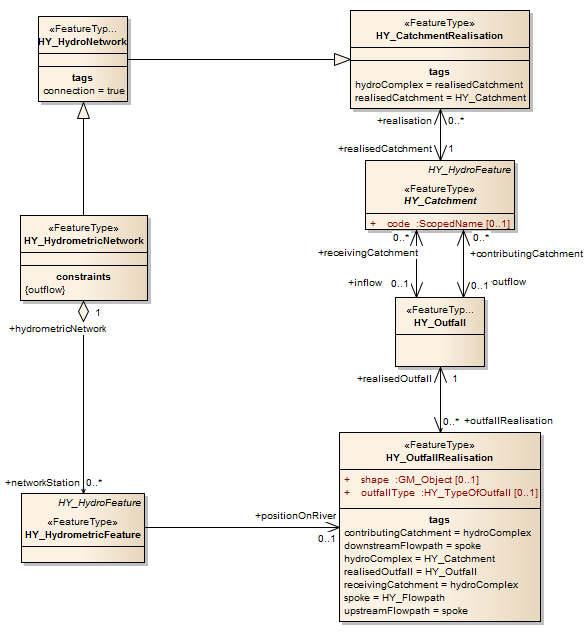 «FeatureTyp...
HY_HydroNetwork
tags
connection = true
«FeatureType»
HY_CatchmentRealisation
tags
hydroComplex = realisedCatchment
realisedCatchment = HY_Catchment
+realisation
0..*
+realisedCatchment
1
HY_HydroFeature
«FeatureType»
HY_Catchment
+ code :ScopedName [0..1]
0..*
0..*
+receivingCatchment
+contributingCatchment
+inflow
0..1
0..1
outflow
«FeatureType»
HY_HydrometricNetwork
constraints
{outflow}
1
+hydrometricNetwork
«FeatureTyp...
HY_Outfall
+realisedOutfall
1
0..*
+outfallRealisation
«FeatureType»
HY_OutfallRealisation
+ shape :GM_Object [0..1]
+ outfallType :HY_TypeOfOutfall [0..1]
tags
contributingCatchment = hydroComplex
downstreamFlowpath = spoke
hydroComplex = HY_Catchment
realisedOutfall = HY_Outfall
receivingCatchment = hydroComplex
spoke = HY_Flowpath
upstreamFlowpath = spoke
+networkStation
0..*
HY_HydroFeature
«FeatureType»
HY_HydrometricFeature
+positionOnRiver
0..1